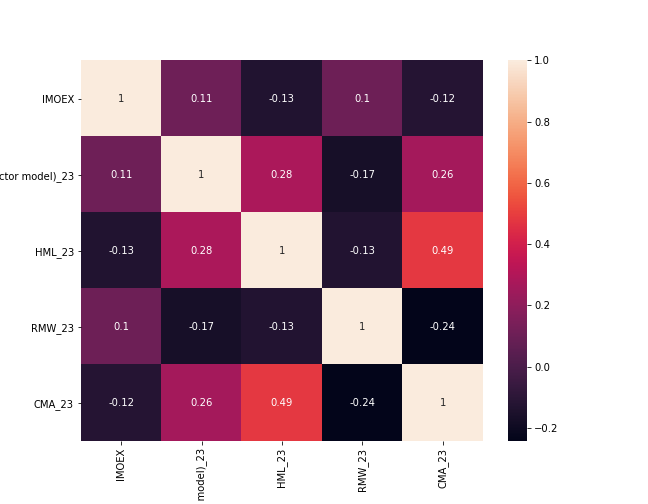 IMOEX 1 0.11 -0.13 0.1 -0.12
ctor model)_23 0.11 1 0.28 -0.17 0.26
HML_23 -0.13 0.28 1 -0.13 0.49
RMW_23 0.1 -0.17 -0.13 1 -0.24
CMA_23 -0.12 0.26 0.49 -0.24 1
IMOEX
model)_23
HML_23
RMW_23
CMA_23
1.0
0.8
0.6
0.4
0.2
0.0
−0.2